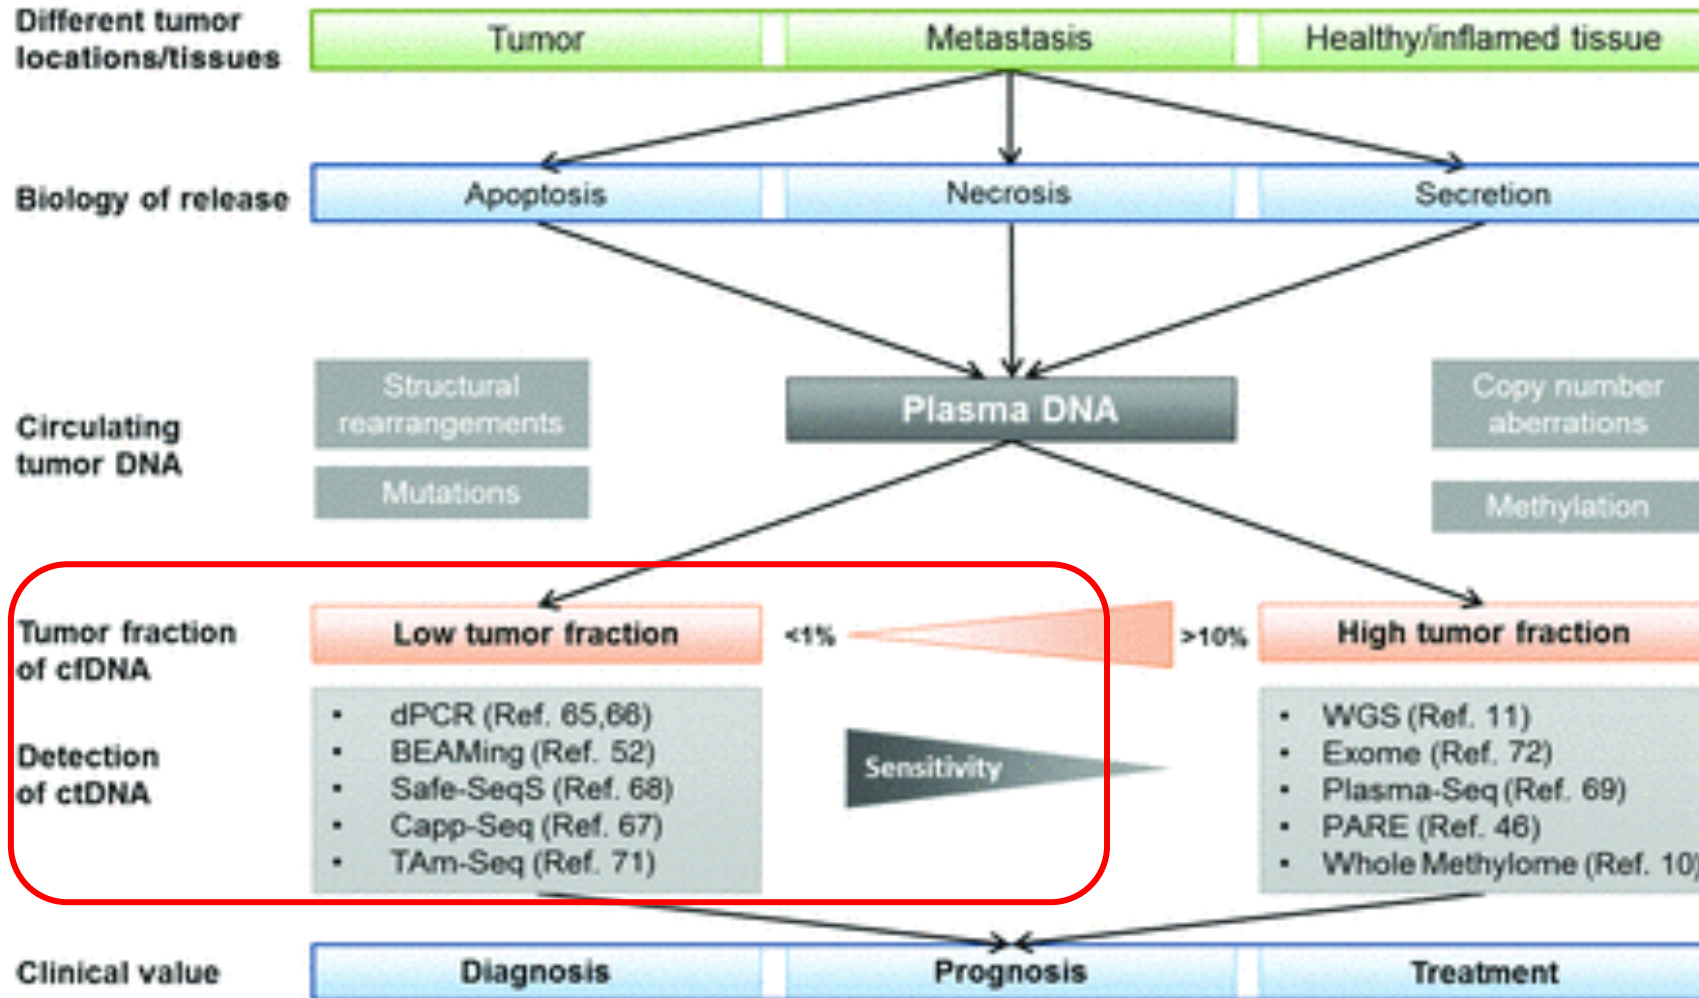 Different tumor
locations/tissues
Tumor
Metastasis
Healthy/inflamed tissue
Biology of release
Apoptosis
Necrosis
Secretion
Circulating
tumor DNA
Structural
rearrangements
Mutations
Plasma DNA
Copy number
aberrations
Methylation
Tumor fraction
of cfDNA
Low tumor fraction
<1%
>10%
High tumor fraction
Detection
of ctDNA
• dPCR (Ref. 65,66)
• BEAMing (Ref. 52)
• Safe-SeqS (Ref. 68)
• Capp-Seq (Ref. 67)
• TAm-Seq (Ref. 71)
Sensitivity
• WGS (Ref. 11)
• Exome (Ref. 72)
• Plasma-Seq (Ref. 69)
• PARE (Ref. 46)
• Whole Methylome (Ref. 10)
Clinical value
Diagnosis
Prognosis
Treatment